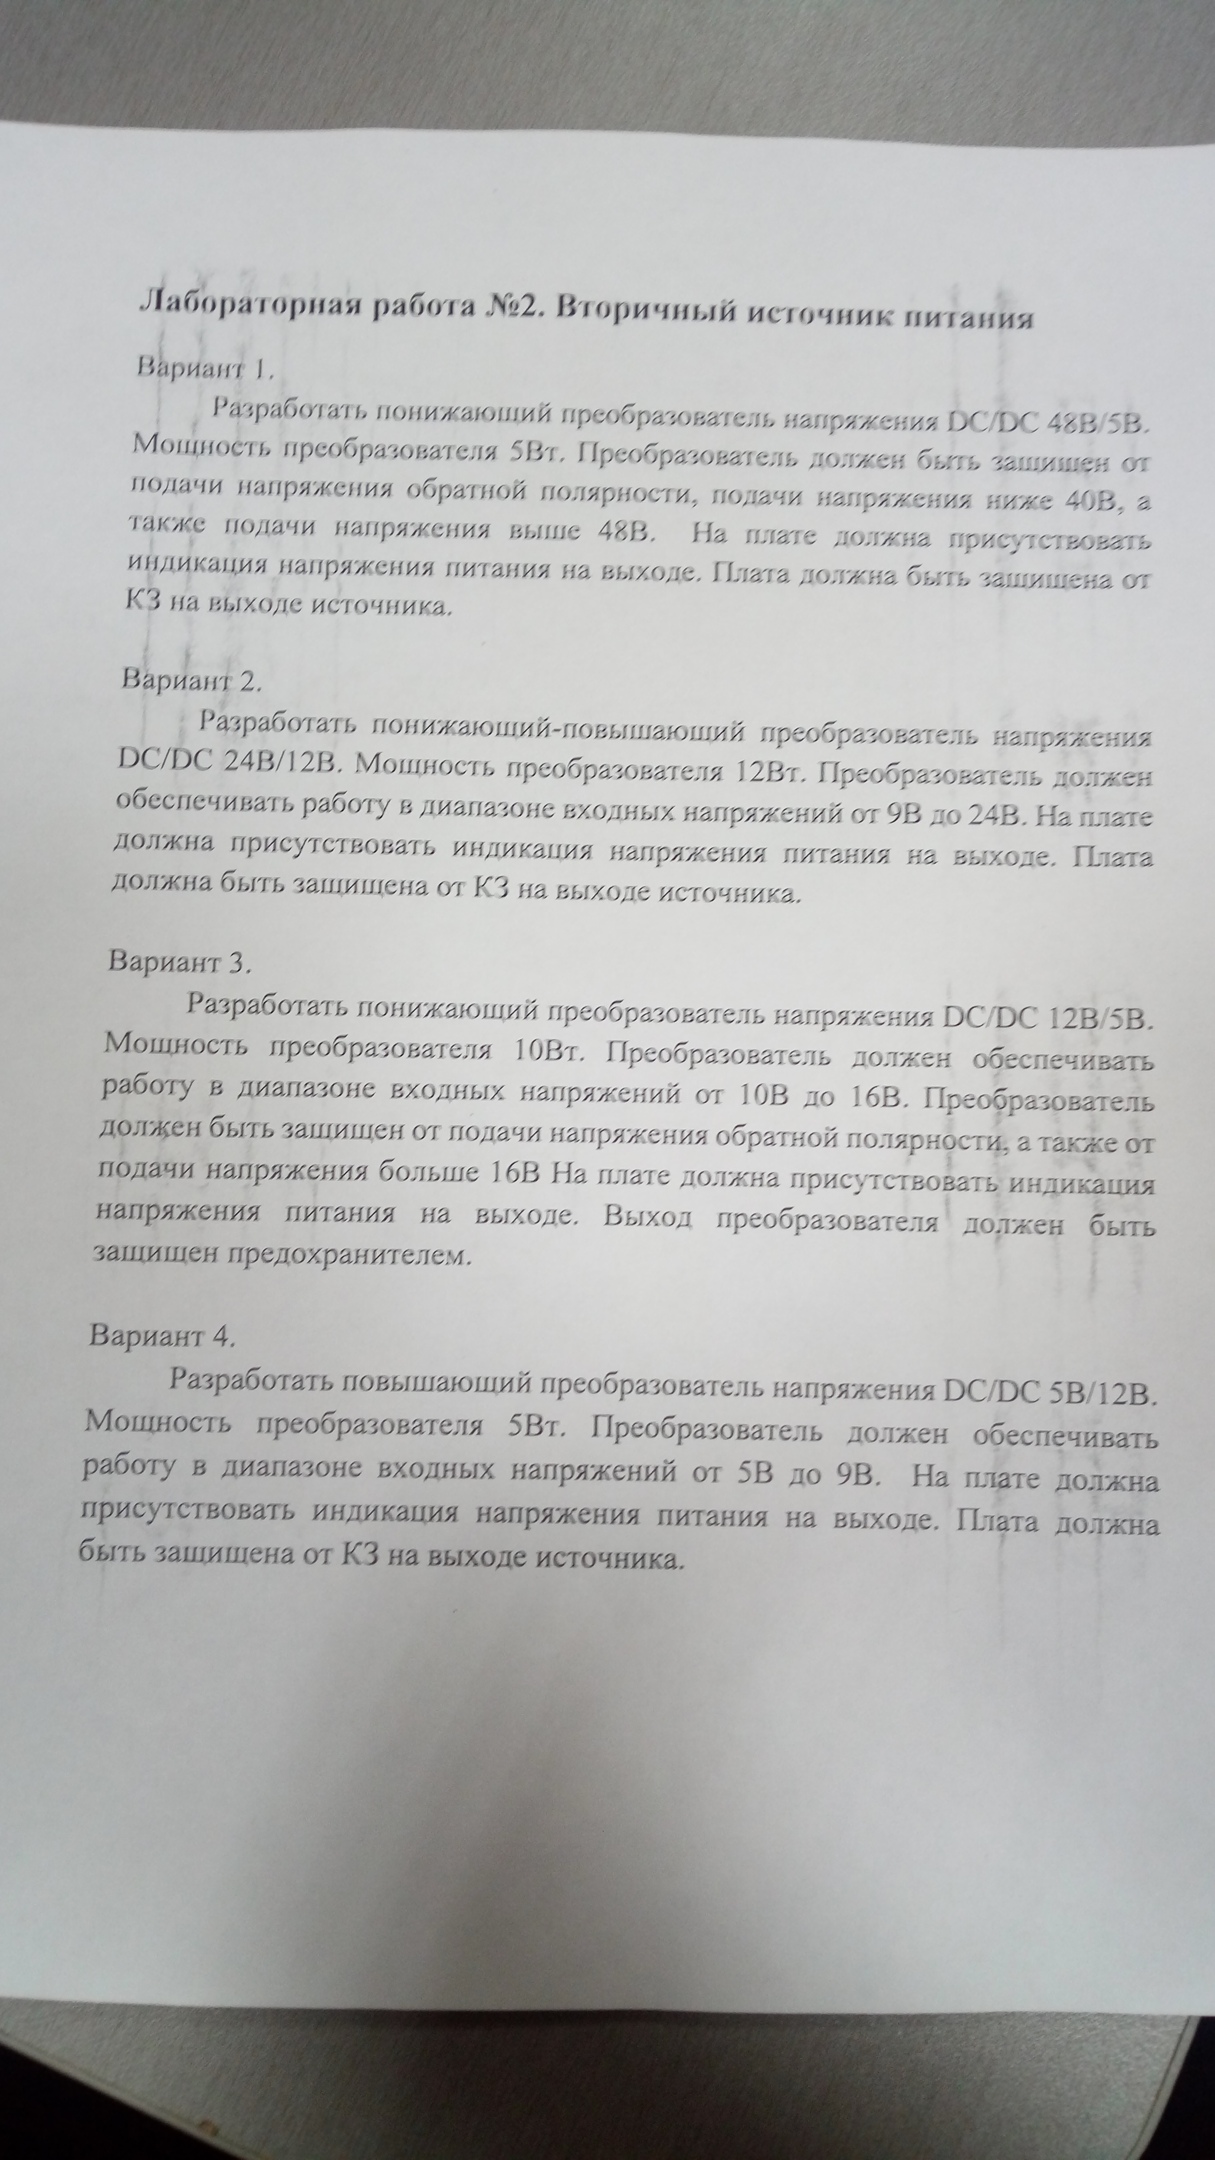 Лабораторная работа №2. Вторичный источник питания
Вариант 1.
Разработать понижающий преобразователь напряжения DC/DC 48В/5В.
Мощность преобразователя 5Вт. Преобразователь должен быть защищен от
подачи напряжения обратной полярности, подачи напряжения ниже 40В, а
также подачи напряжения выше 48В. На плате должна присутствовать
индикация напряжения питания на выходе. Плата должна быть защищена от
КЗ на выходе источника.
Вариант 2.
Разработать понижающий-повышающий преобразователь напряжения
DC/DC 24В/12В. Мощность преобразователя 12Вт. Преобразователь должен
обеспечивать работу в диапазоне входных напряжений от 9В до 24В. На плате
должна присутствовать индикация напряжения питания на выходе. Плата
должна быть защищена от КЗ на выходе источника.
Вариант 3.
Разработать понижающий преобразователь напряжения DC/DC 12В/5В.
Мощность преобразователя 10Вт. Преобразователь должен обеспечивать
работу в диапазоне входных напряжений от 10В до 16В. Преобразователь
должен быть защищен от подачи напряжения обратной полярности, а также от
подачи напряжения больше 16В На плате должна присутствовать индикация
напряжения питания на выходе. Выход преобразователя должен быть
защищен предохранителем.
Вариант 4.
Разработать повышающий преобразователь напряжения DC/DC 5В/12В.
Мощность преобразователя 5Вт. Преобразователь должен обеспечивать
работу в диапазоне входных напряжений от 5В до 9В. На плате должна
присутствовать индикация напряжения питания на выходе. Плата должна
быть защищена от КЗ на выходе источника.